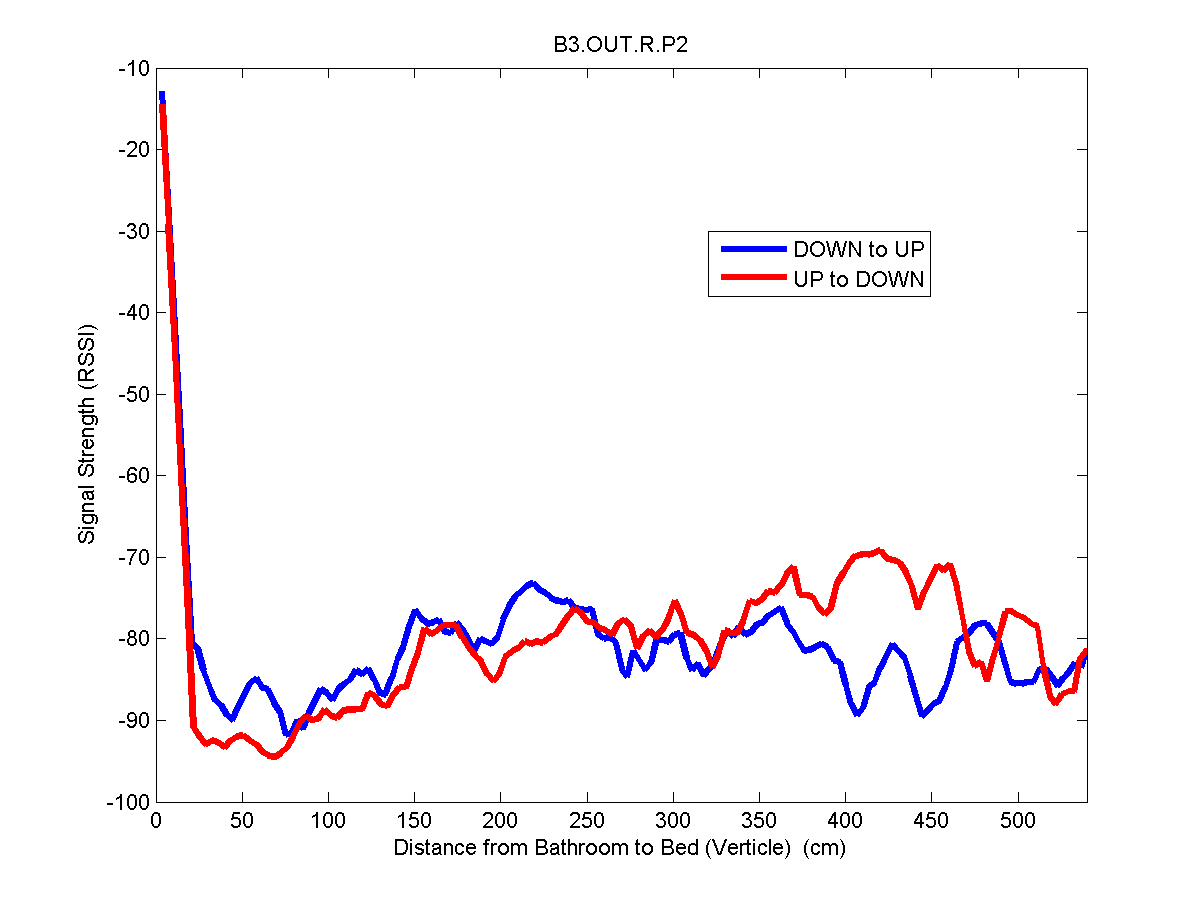 B3.OUT.R.P2
-10
-20
-30
-40
-50
-60
-70
-80
-90
-100
Signal Strength (RSSI)
DOWN to UP
UP to DOWN
0 50 100 150 200 250 300 350 400 450 500
Distance from Bathroom to Bed (Verticle) (cm)